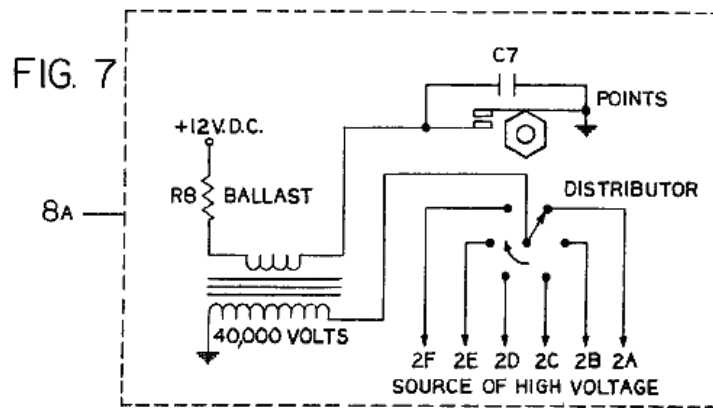 FIG. 7
C7
POINTS
+12V.D.C.
R8 BALLAST
DISTRIBUTOR
8A
40,000 VOLTS
2F 2E 2D 2C 2B 2A
SOURCE OF HIGH VOLTAGE